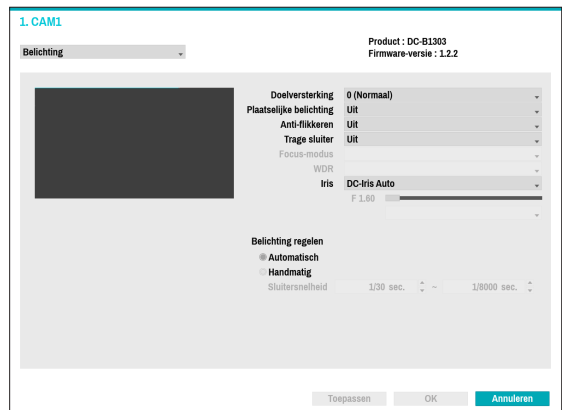 1. CAM1
Belichting
Product : DC-B1303
Firmware-versie : 1.2.2
Doelversterking 0 (Normaal)
Plaatselijke belichting Uit
Anti-flikkeren Uit
Trage sluiter Uit
Focus-modus
WDR
Iris DC-Iris Auto
F 1.60
Belichting regelen
Automatisch
Handmatig
Sluitersnelheid 1/30 sec. ~ 1/8000 sec.
Toepassen OK Annuleren